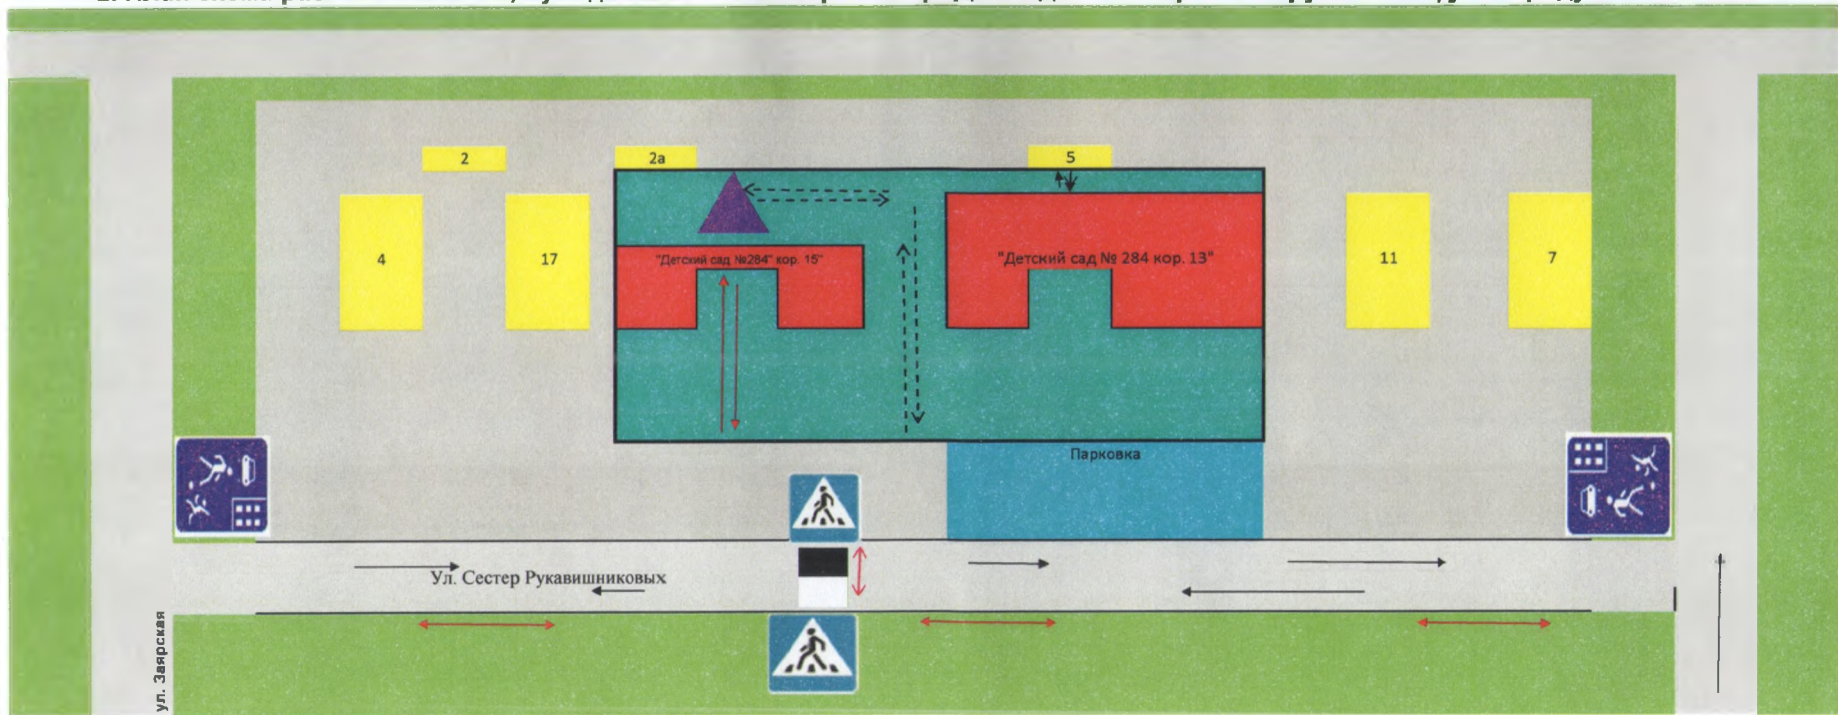 2
2а
5
4
17
"Детский сад №284" кор. 15"
"Детский сад № 284 кор. 13"
11
7
Парковка
Ул. Сестер Рукавишниковых
ул. Заярская